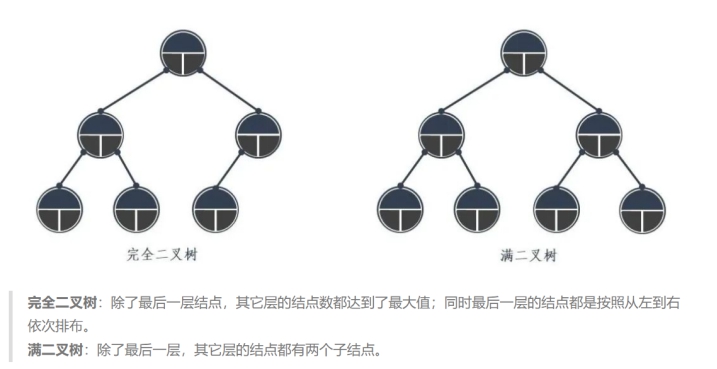 完全二叉树
满二叉树
完全二叉树：除了最后一层结点，其它层的结点数都达到了最大值；同时最后一层的结点都是按照从左到右
依次排布。
满二叉树：除了最后一层，其它层的结点都有两个子结点。